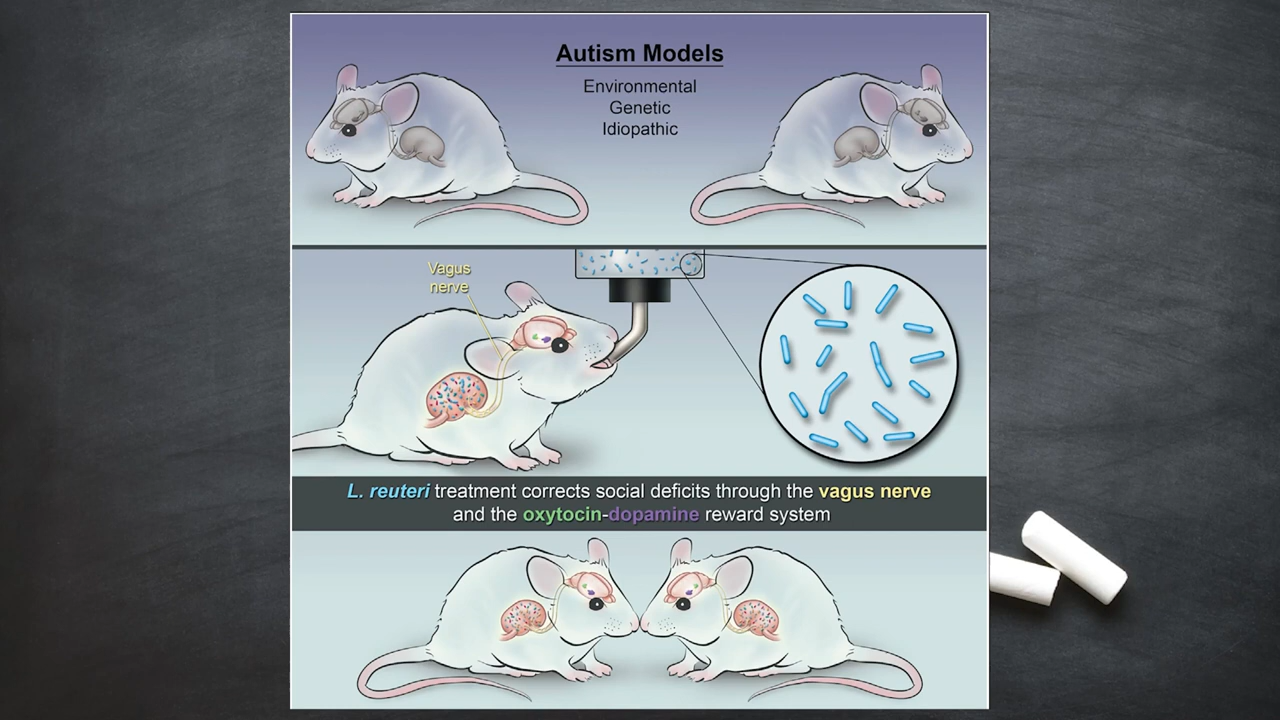 Autism Models
Environmental
Genetic
Idiopathic
Vagus
nerve
L. reuteri treatment corrects social deficits through the vagus nerve
and the oxytocin-dopamine reward system